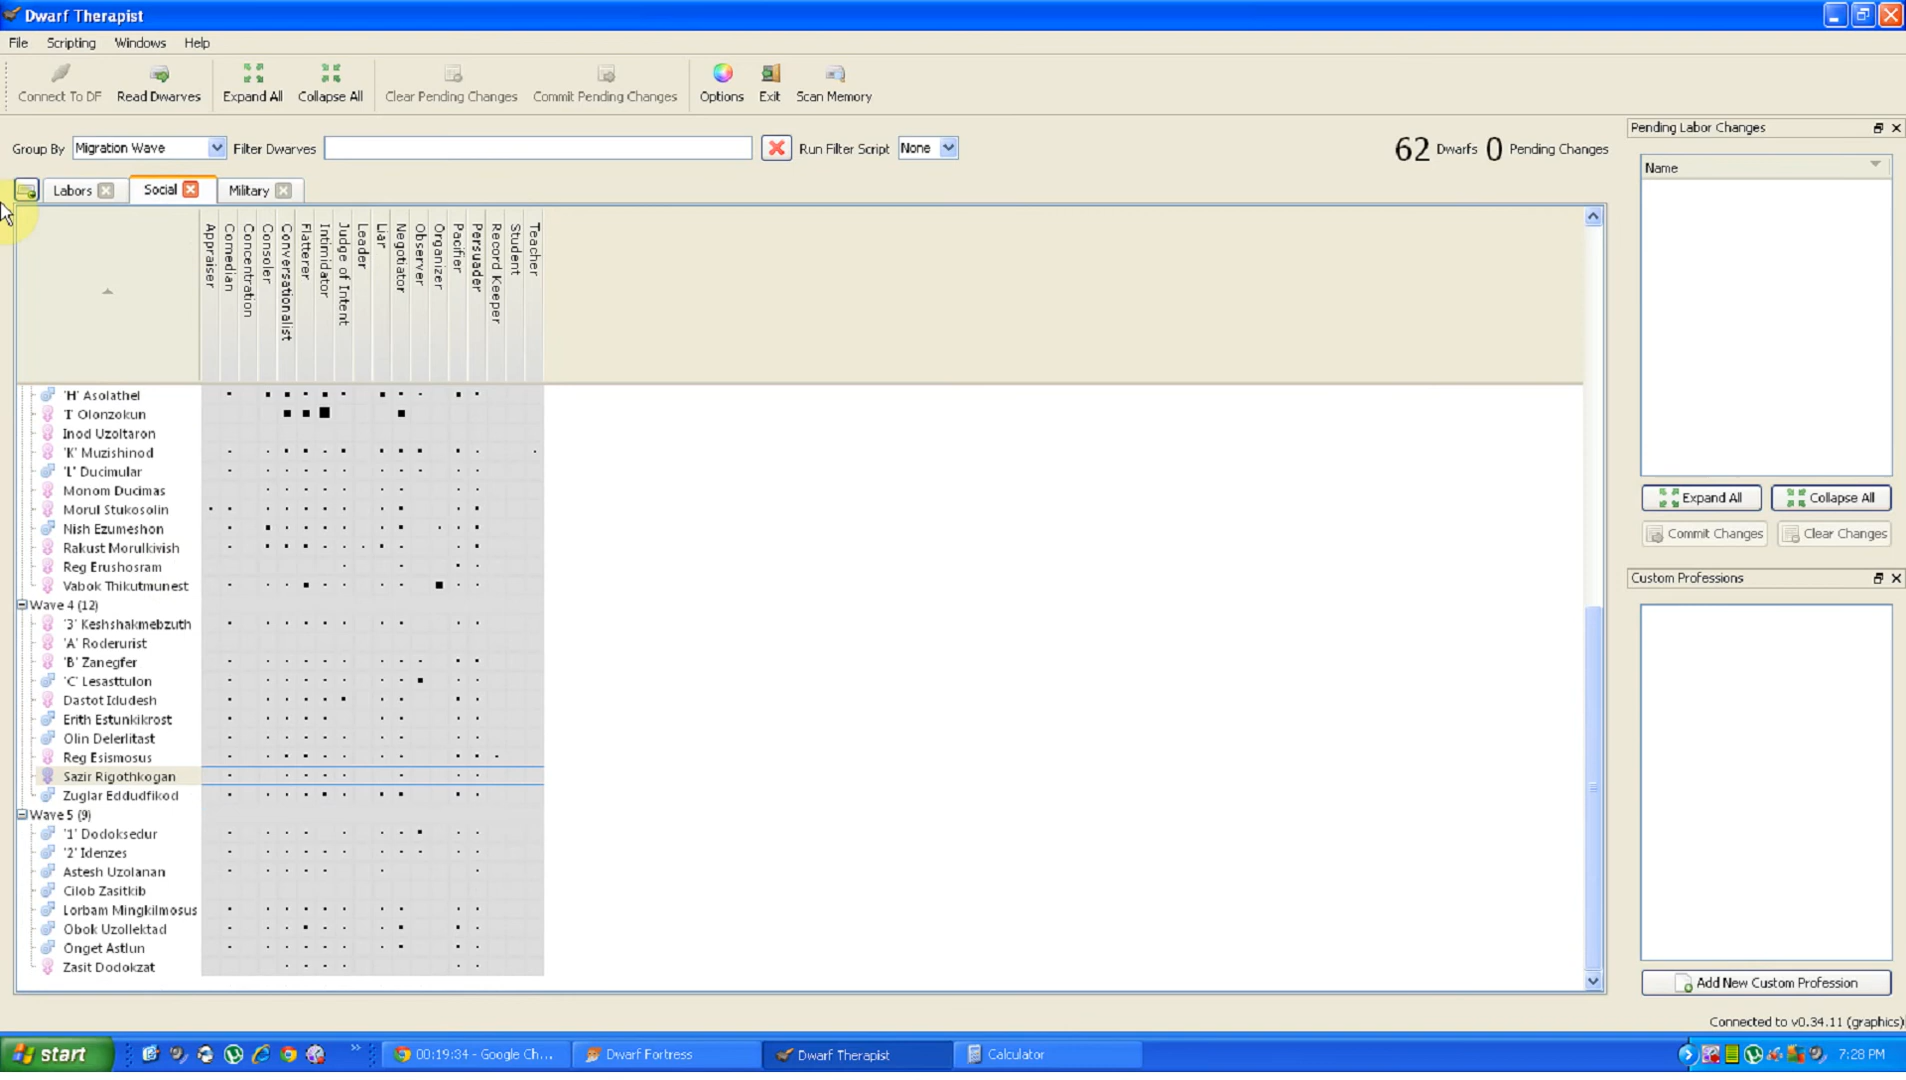 Dwarf Therapist
File Scripting Windows Help
Connect To DF Read Dwarves Expand All Collapse All Clear Pending Changes Commit Pending Changes Options Exit Scan Memory
Group By Migration Wave Filter Dwarves Run Filter Script None 62 Dwarfs 0 Pending Changes
Labors Social Military
Appraiser
Comedian
Concentration
Consoler
Conversationalist
Flatterer
Intimidator
Judge of Intent
Leader
Liar
Negotiator
Observer
Organizer
Pacifier
Persuader
Record Keeper
Student
Teacher
'H' Asolathel
'I' Olonzokun
Inod Uzoltaron
'K' Muzishinod
'L' Ducimular
Monom Ducimas
Morul Stukosolin
Nish Ezumeshon
Rakust Morulkivish
Reg Erushosram
Vabok Thikutmunest
Wave 4 (12)
'3' Keshshakmebzuth
'A' Roderurist
'B' Zanegfer
'C' Lesasttulon
Dastot Idudesh
Erith Estunkikrost
Olin Delerlitast
Reg Esismosus
Sazir Rigothkogan
Zuglar Eddudfikod
Wave 5 (9)
'1' Dodoksedur
'2' Idenzes
Astesh Uzolanan
Cilob Zasitkib
Lorbam Mingkilmosus
Obok Uzollektad
Onget Astlun
Zasit Dodokzat
Pending Labor Changes
Name
Expand All Collapse All
Commit Changes Clear Changes
Custom Professions
Add New Custom Profession
Connected to v0.34.11 (graphics)
start 00:19:34 - Google Ch... Dwarf Fortress Dwarf Therapist Calculator 7:28 PM